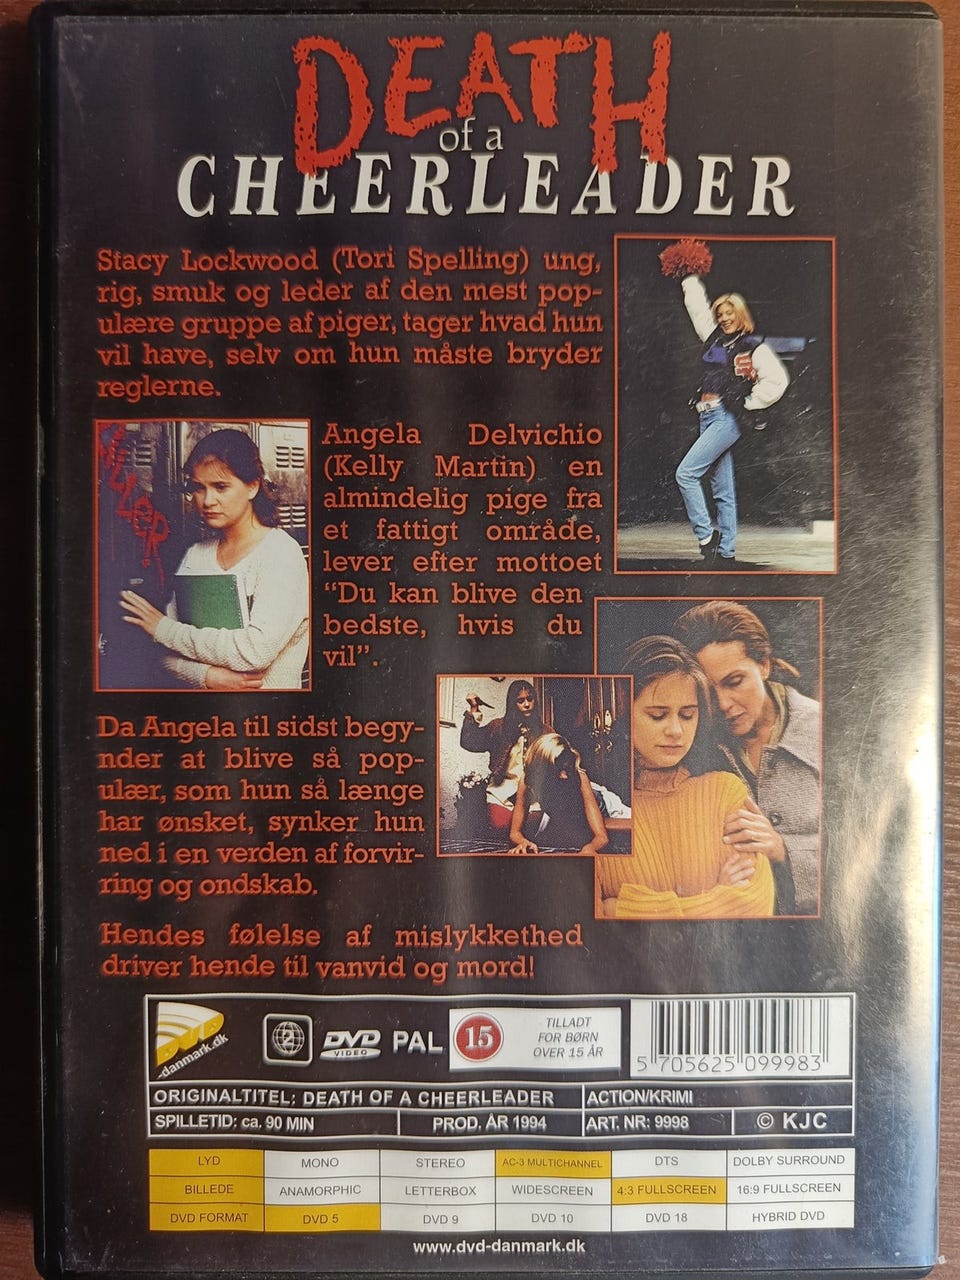 DEATH
of a
CHEERLEADER
Stacy Lockwood (Tori Spelling) ung,
rig, smuk og leder af den mest pop-
ulære gruppe af piger, tager hvad hun
vil have, selv om hun måste bryder
reglerne.
KILLER
Angela Delvichio
(Kelly Martin) en
almindelig pige fra
et fattigt område,
lever efter mottoet
“Du kan blive den
bedste, hvis du
vil”.
Da Angela til sidst begy-
nder at blive så pop-
ulær, som hun så længe
har ønsket, synker hun
ned i en verden af forvir-
ring og ondskab.
Hendes følelse af mislykkethed
driver hende til vanvid og mord!
DVD
-danmark.dk
2
DVD
VIDEO
PAL
15
TILLADT
FOR BØRN
OVER 15 ÅR
5 705625 099983
ORIGINALTITEL: DEATH OF A CHEERLEADER
ACTION/KRIMI
SPILLETID: ca. 90 MIN
PROD. ÅR 1994
ART. NR: 9998
© KJC
LYD MONO STEREO AC-3 MULTICHANNEL DTS DOLBY SURROUND
BILLEDE ANAMORPHIC LETTERBOX WIDESCREEN 4:3 FULLSCREEN 16:9 FULLSCREEN
DVD FORMAT DVD 5 DVD 9 DVD 10 DVD 18 HYBRID DVD
www.dvd-danmark.dk